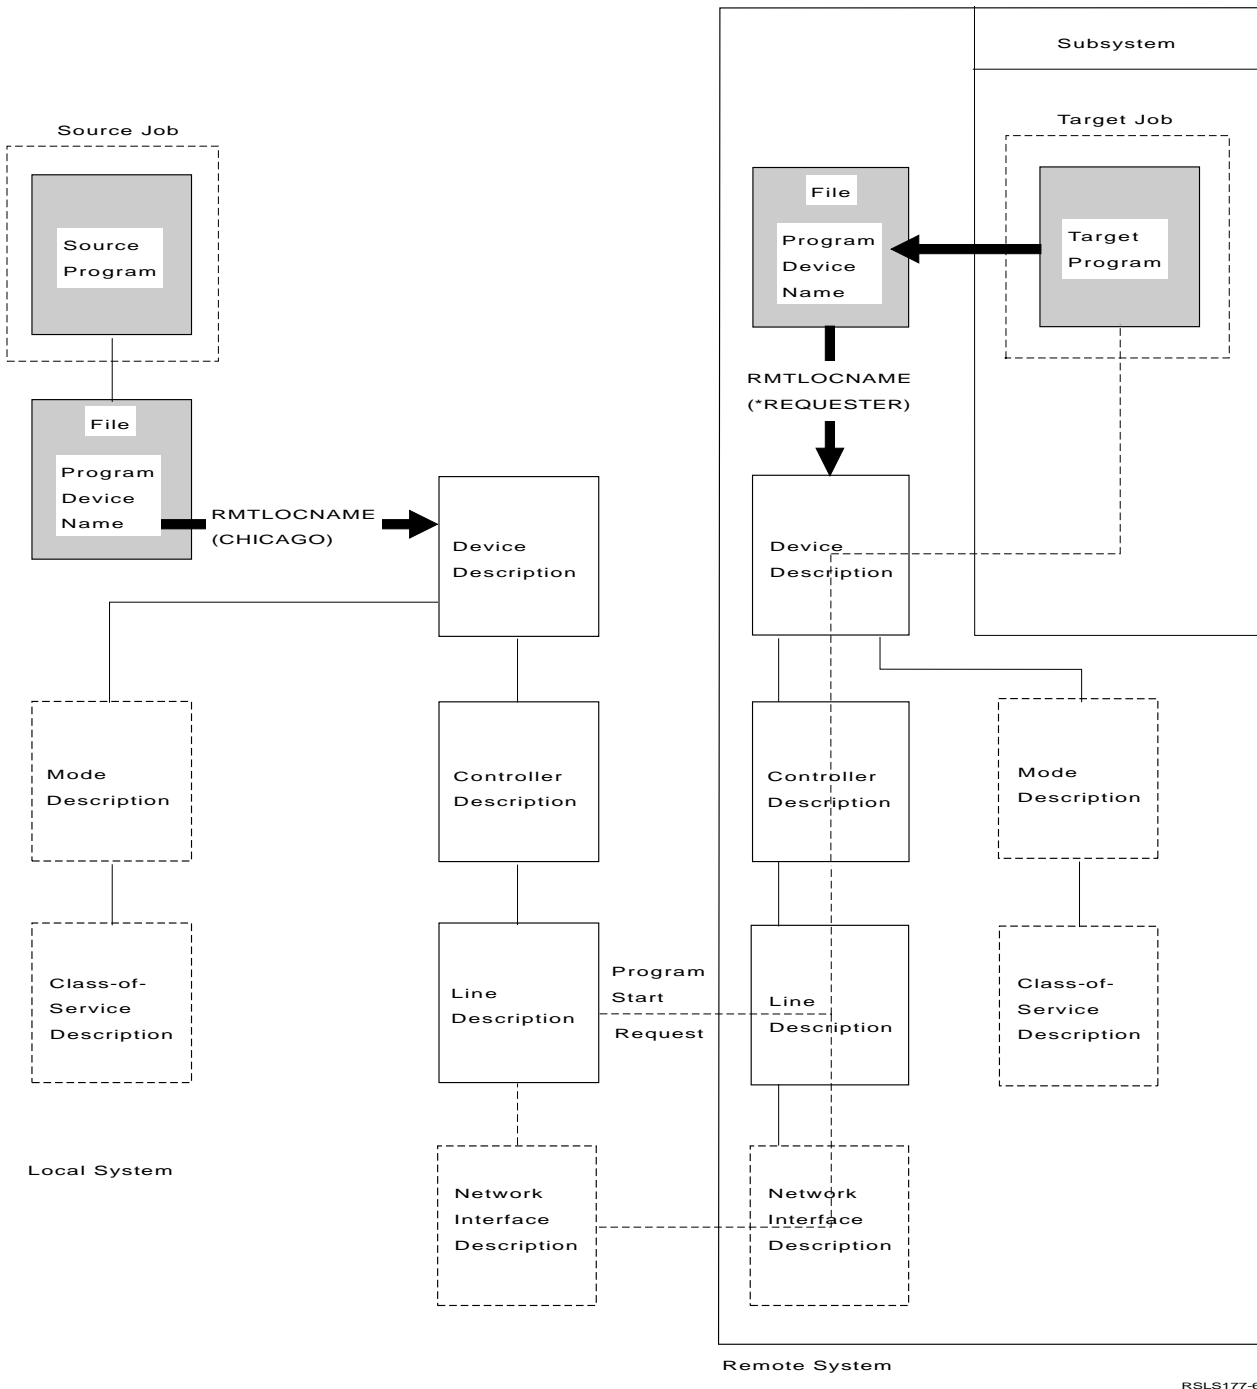 Subsystem
Source Job
Target Job
Source
Program
File
Program
Device
Name
Target
Program
RMTLOCNAME
(*REQUESTER)
File
Program
Device
Name
RMTLOCNAME
(CHICAGO)
Device
Description
Device
Description
Mode
Description
Controller
Description
Controller
Description
Mode
Description
Class-of-
Service
Description
Line
Description
Program
Start
Request
Line
Description
Class-of-
Service
Description
Local System
Network
Interface
Description
Network
Interface
Description
Remote System